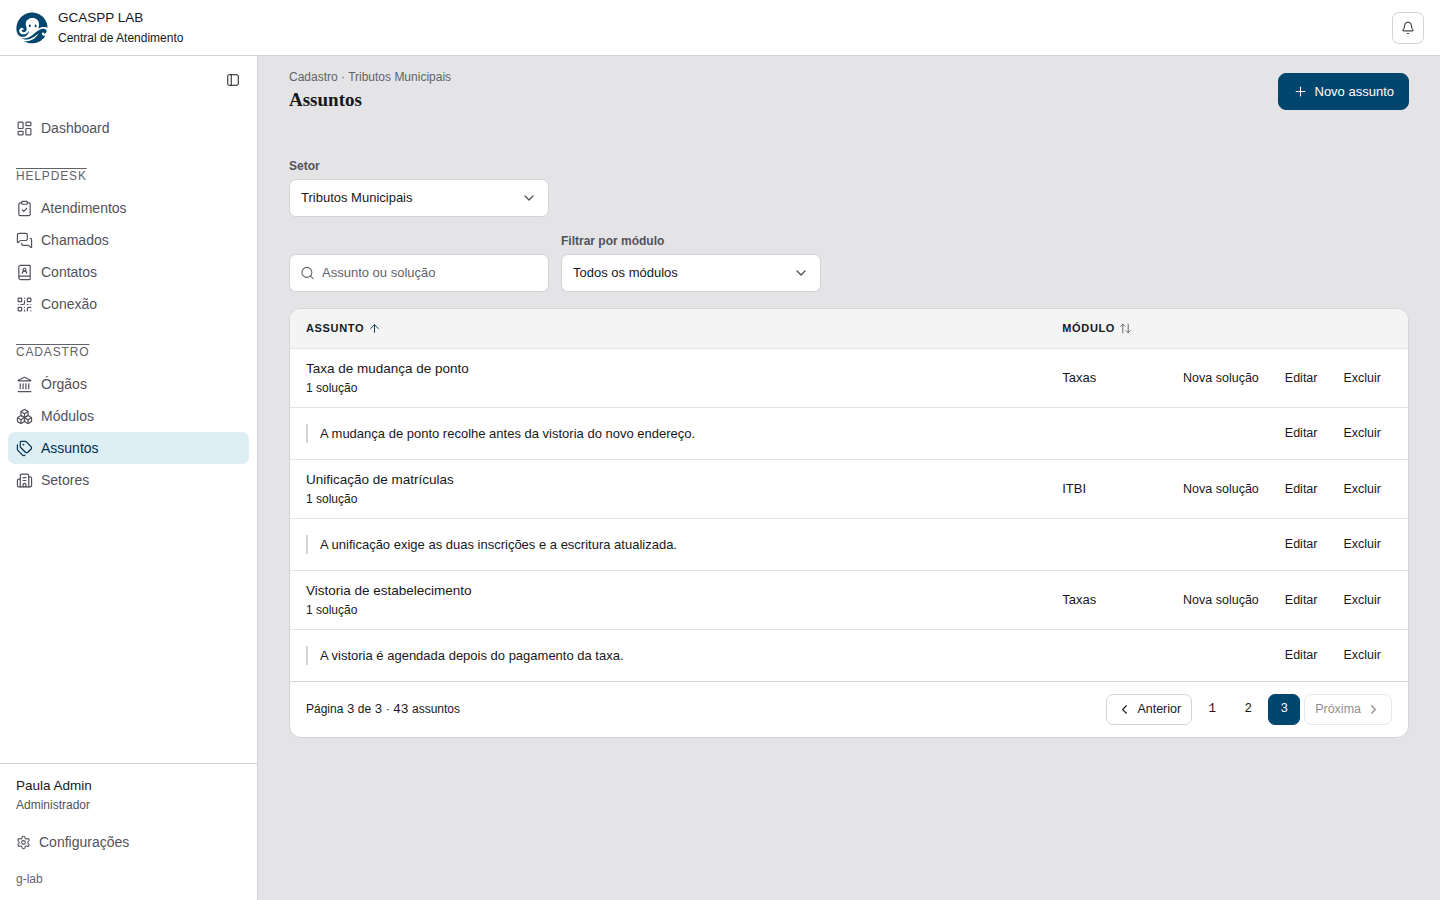 GCASPP LAB
Central de Atendimento
Dashboard
HELPDESK
Atendimentos
Chamados
Contatos
Conexão
CADASTRO
Órgãos
Módulos
Assuntos
Setores
Paula Admin
Administrador
Configurações
g-lab
Cadastro · Tributos Municipais
Assuntos
Novo assunto
Setor
Tributos Municipais
Filtrar por módulo
Assunto ou solução
Todos os módulos
ASSUNTO MÓDULO
Taxa de mudança de ponto
1 solução
Taxas Nova solução Editar Excluir
A mudança de ponto recolhe antes da vistoria do novo endereço. Editar Excluir
Unificação de matrículas
1 solução
ITBI Nova solução Editar Excluir
A unificação exige as duas inscrições e a escritura atualizada. Editar Excluir
Vistoria de estabelecimento
1 solução
Taxas Nova solução Editar Excluir
A vistoria é agendada depois do pagamento da taxa. Editar Excluir
Página 3 de 3 · 43 assuntos Anterior 1 2 3 Próxima